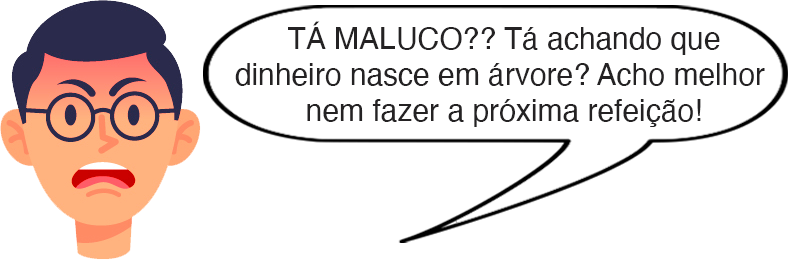 TÁ MALUCO?? Tá achando que
dinheiro nasce em árvore? Acho melhor
nem fazer a próxima refeição!